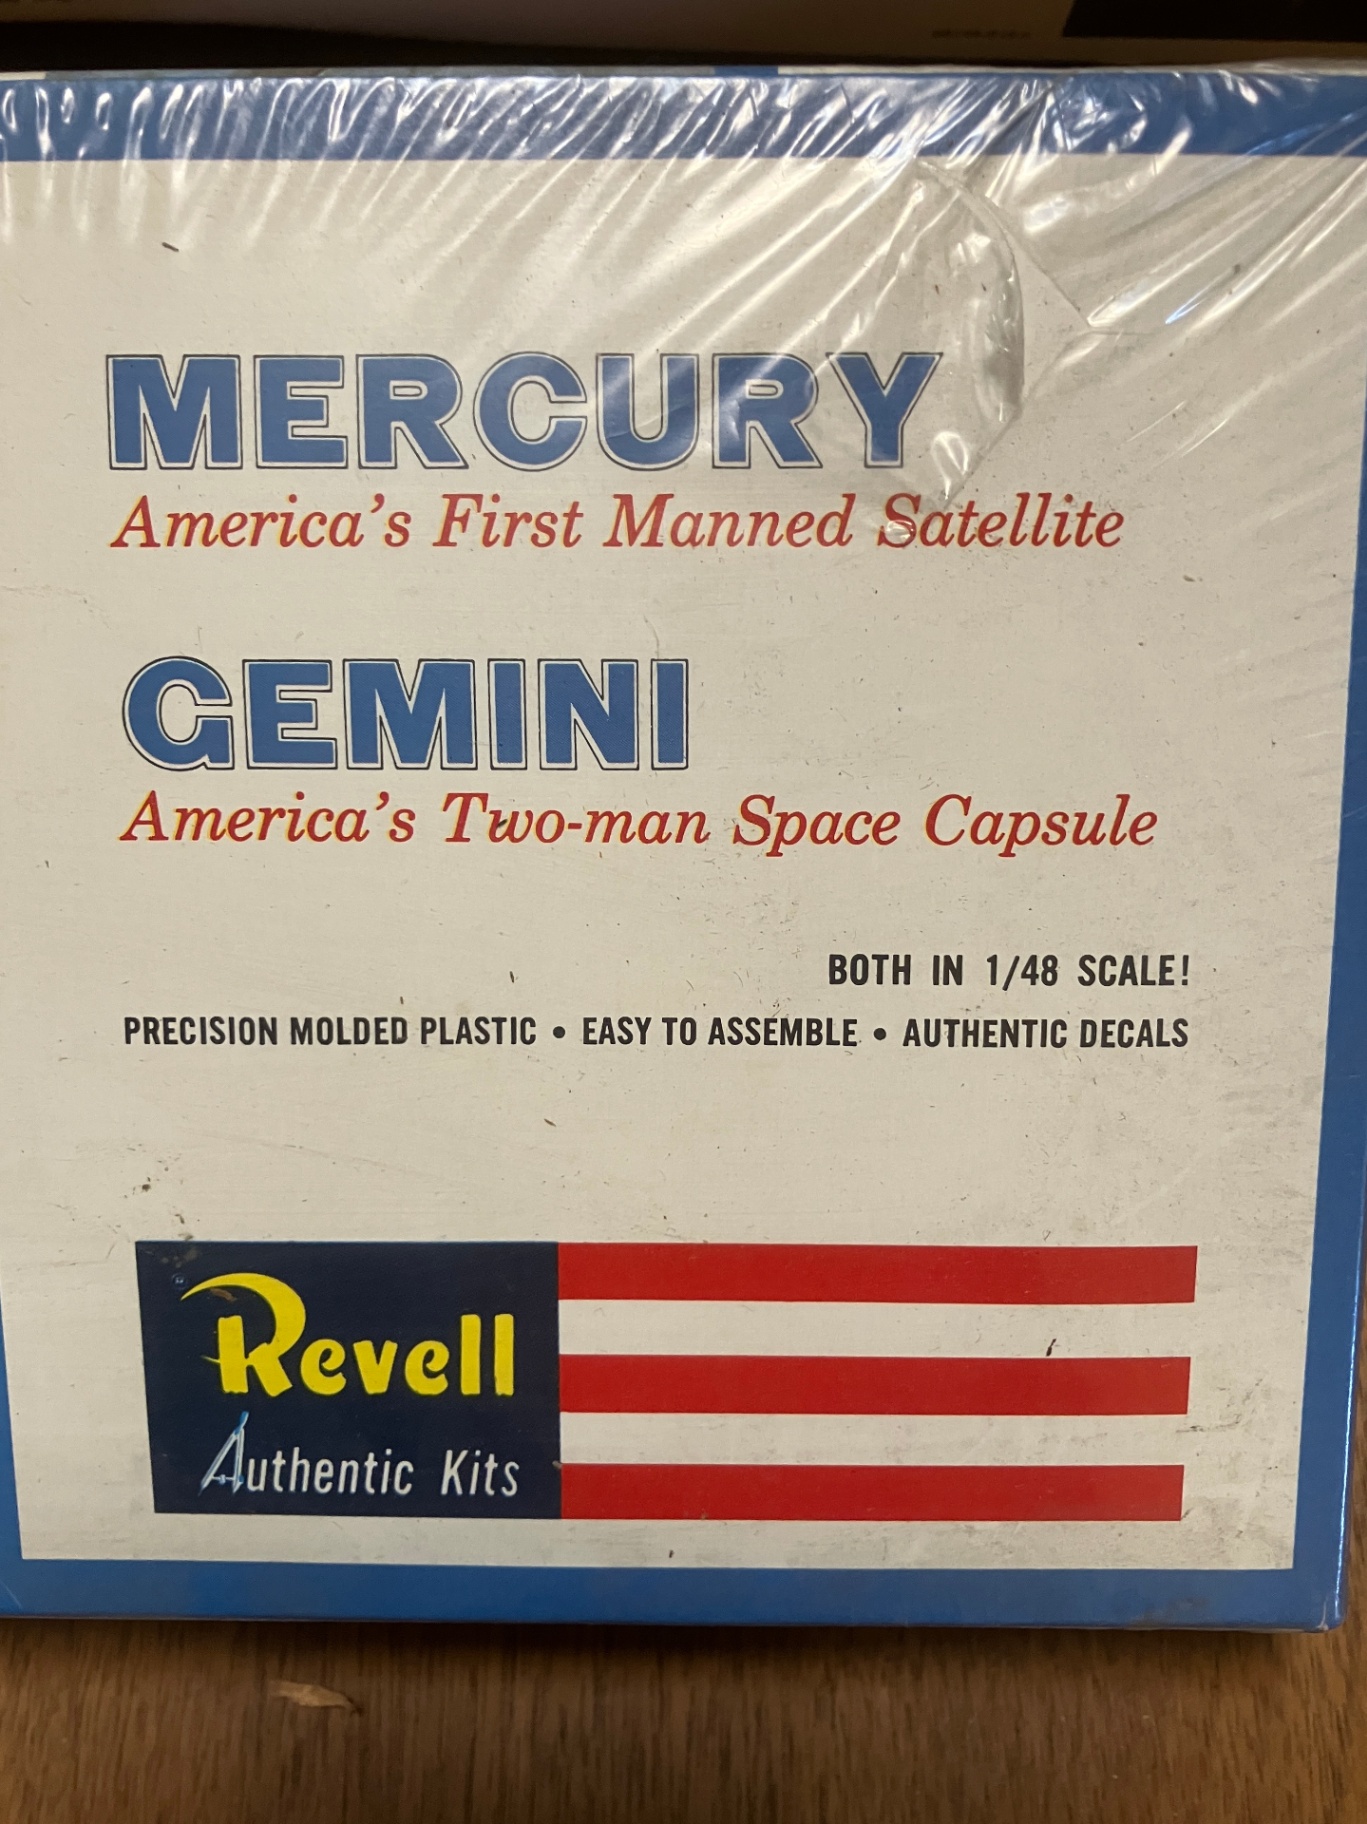 MERCURY
America's First Manned Satellite
GEMINI
America's Two-man Space Capsule
BOTH IN 1/48 SCALE!
PRECISION MOLDED PLASTIC • EASY TO ASSEMBLE • AUTHENTIC DECALS
Revell
Authentic Kits